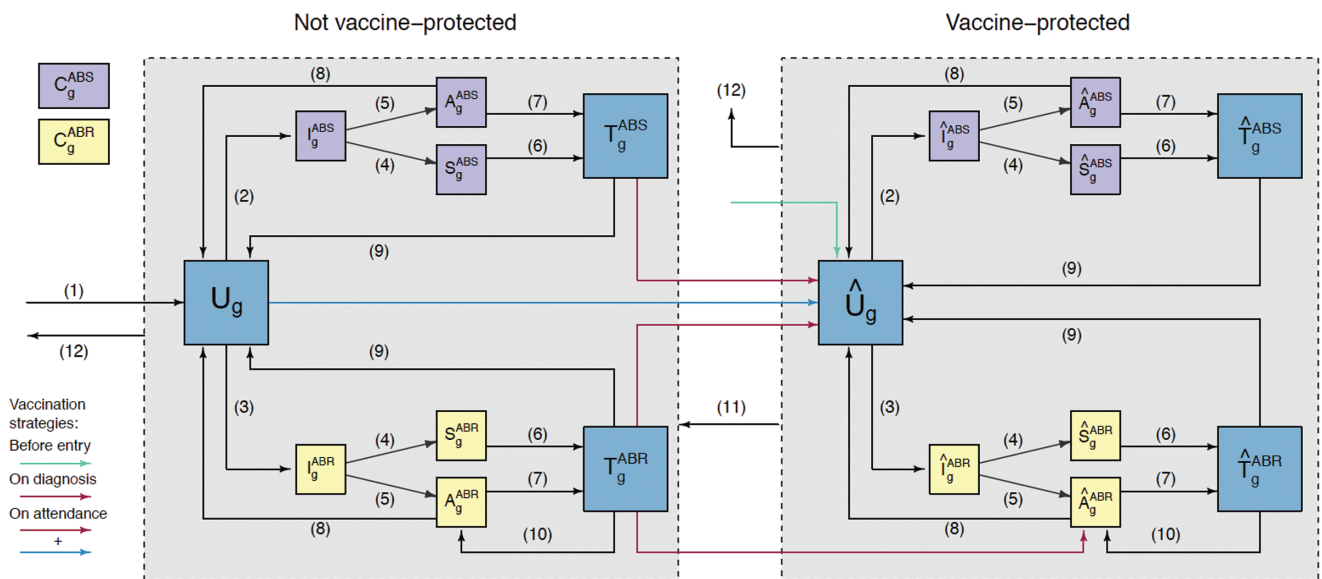 Not vaccine–protected
Vaccine–protected
C_g^ABS
C_g^ABR
(8)
(5)
A_g^ABS
(7)
I_g^ABS
T_g^ABS
(4)
S_g^ABS
(6)
(2)
(9)
(1)
U_g
(12)
(9)
(3)
(4)
S_g^ABR
(6)
I_g^ABR
T_g^ABR
(5)
A_g^ABR
(7)
(8)
(10)
(12)
(11)
(8)
(5)
Â_g^ABS
(7)
Î_g^ABS
T̂_g^ABS
(4)
Ŝ_g^ABS
(6)
(2)
(9)
Û_g
(9)
(3)
(4)
Ŝ_g^ABR
(6)
Î_g^ABR
T̂_g^ABR
(5)
Â_g^ABR
(7)
(8)
(10)
Vaccination
strategies:
Before entry
On diagnosis
On attendance
+